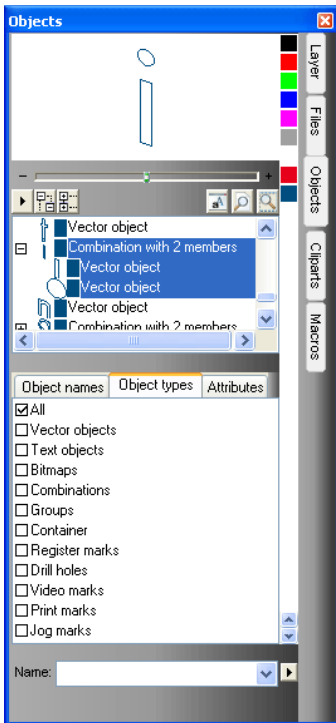 Objects
Layer
Files
Objects
Cliparts
Macros
- +
Vector object
Combination with 2 members
Vector object
Vector object
Vector object
Combination with 2 members
Object names Object types Attributes
All
Vector objects
Text objects
Bitmaps
Combinations
Groups
Container
Register marks
Drill holes
Video marks
Print marks
Jog marks
Name: